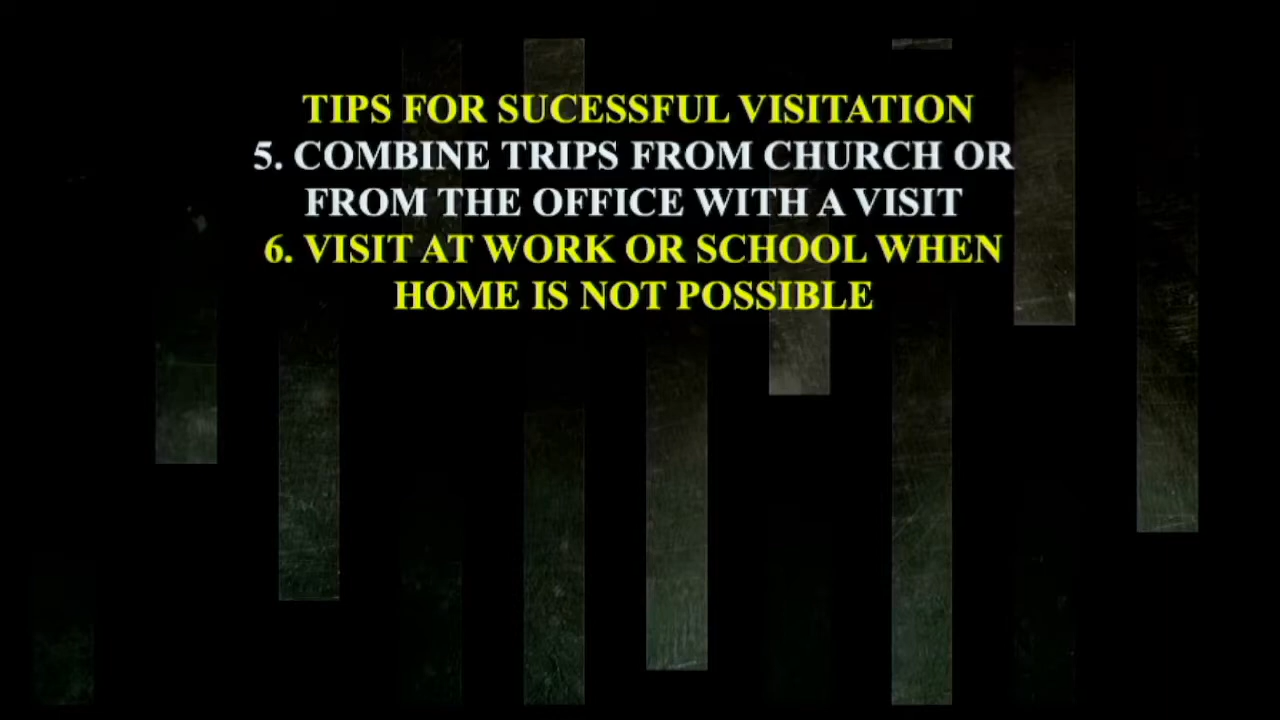 TIPS FOR SUCESSFUL VISITATION
5. COMBINE TRIPS FROM CHURCH OR
FROM THE OFFICE WITH A VISIT
6. VISIT AT WORK OR SCHOOL WHEN
HOME IS NOT POSSIBLE